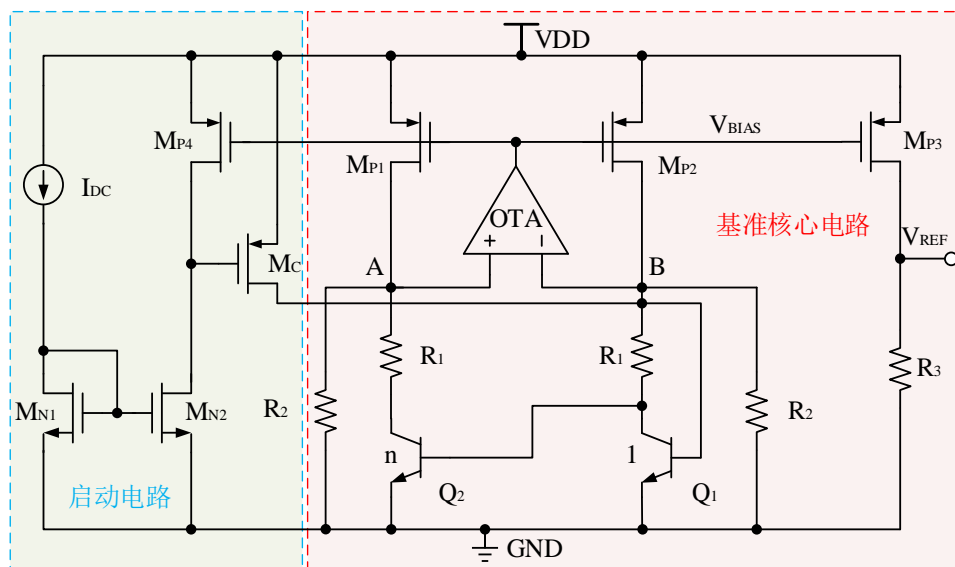 VDD
MP4
MP1
MP2
VBIAS
MP3
IDC
OTA
+
−
基准核心电路
MC
A
B
VREF
R1
R1
R3
MN1
MN2
R2
R2
n
1
Q2
Q1
启动电路
GND